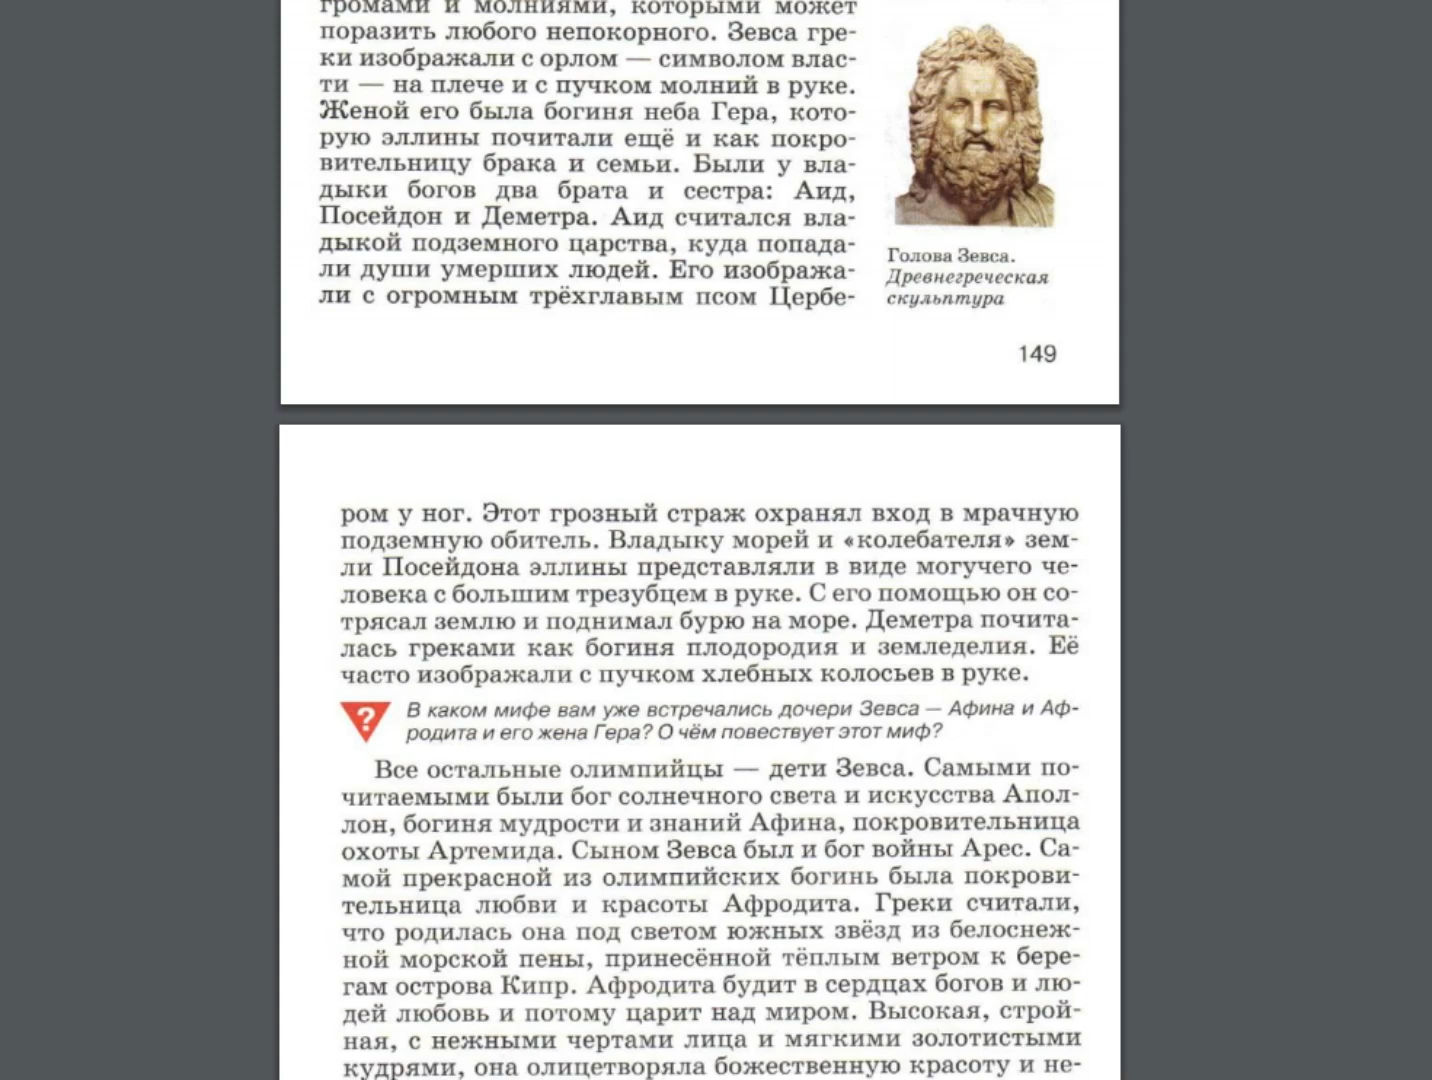 громами и молниями, которыми может
поразить любого непокорного. Зевса гре-
ки изображали с орлом — символом влас-
ти — на плече и с пучком молний в руке.
Женой его была богиня неба Гера, кото-
рую эллины почитали ещё и как покро-
вительницу брака и семьи. Были у вла-
дыки богов два брата и сестра: Аид,
Посейдон и Деметра. Аид считался вла-
дыкой подземного царства, куда попада-
ли души умерших людей. Его изобража-
ли с огромным трёхглавым псом Цербе-
Голова Зевса.
Древнегреческая
скульптура
149
ром у ног. Этот грозный страж охранял вход в мрачную
подземную обитель. Владыку морей и «колебателя» зем-
ли Посейдона эллины представляли в виде могучего че-
ловека с большим трезубцем в руке. С его помощью он со-
трясал землю и поднимал бурю на море. Деметра почита-
лась греками как богиня плодородия и земледелия. Её
часто изображали с пучком хлебных колосьев в руке.
? В каком мифе вам уже встречались дочери Зевса — Афина и Аф-
родита и его жена Гера? О чём повествует этот миф?
Все остальные олимпийцы — дети Зевса. Самыми по-
читаемыми были бог солнечного света и искусства Апол-
лон, богиня мудрости и знаний Афина, покровительница
охоты Артемида. Сыном Зевса был и бог войны Арес. Са-
мой прекрасной из олимпийских богинь была покрови-
тельница любви и красоты Афродита. Греки считали,
что родилась она под светом южных звёзд из белоснеж-
ной морской пены, принесённой тёплым ветром к бере-
гам острова Кипр. Афродита будит в сердцах богов и лю-
дей любовь и потому царит над миром. Высокая, строй-
ная, с нежными чертами лица и мягкими золотистыми
кудрями, она олицетворяла божественную красоту и не-